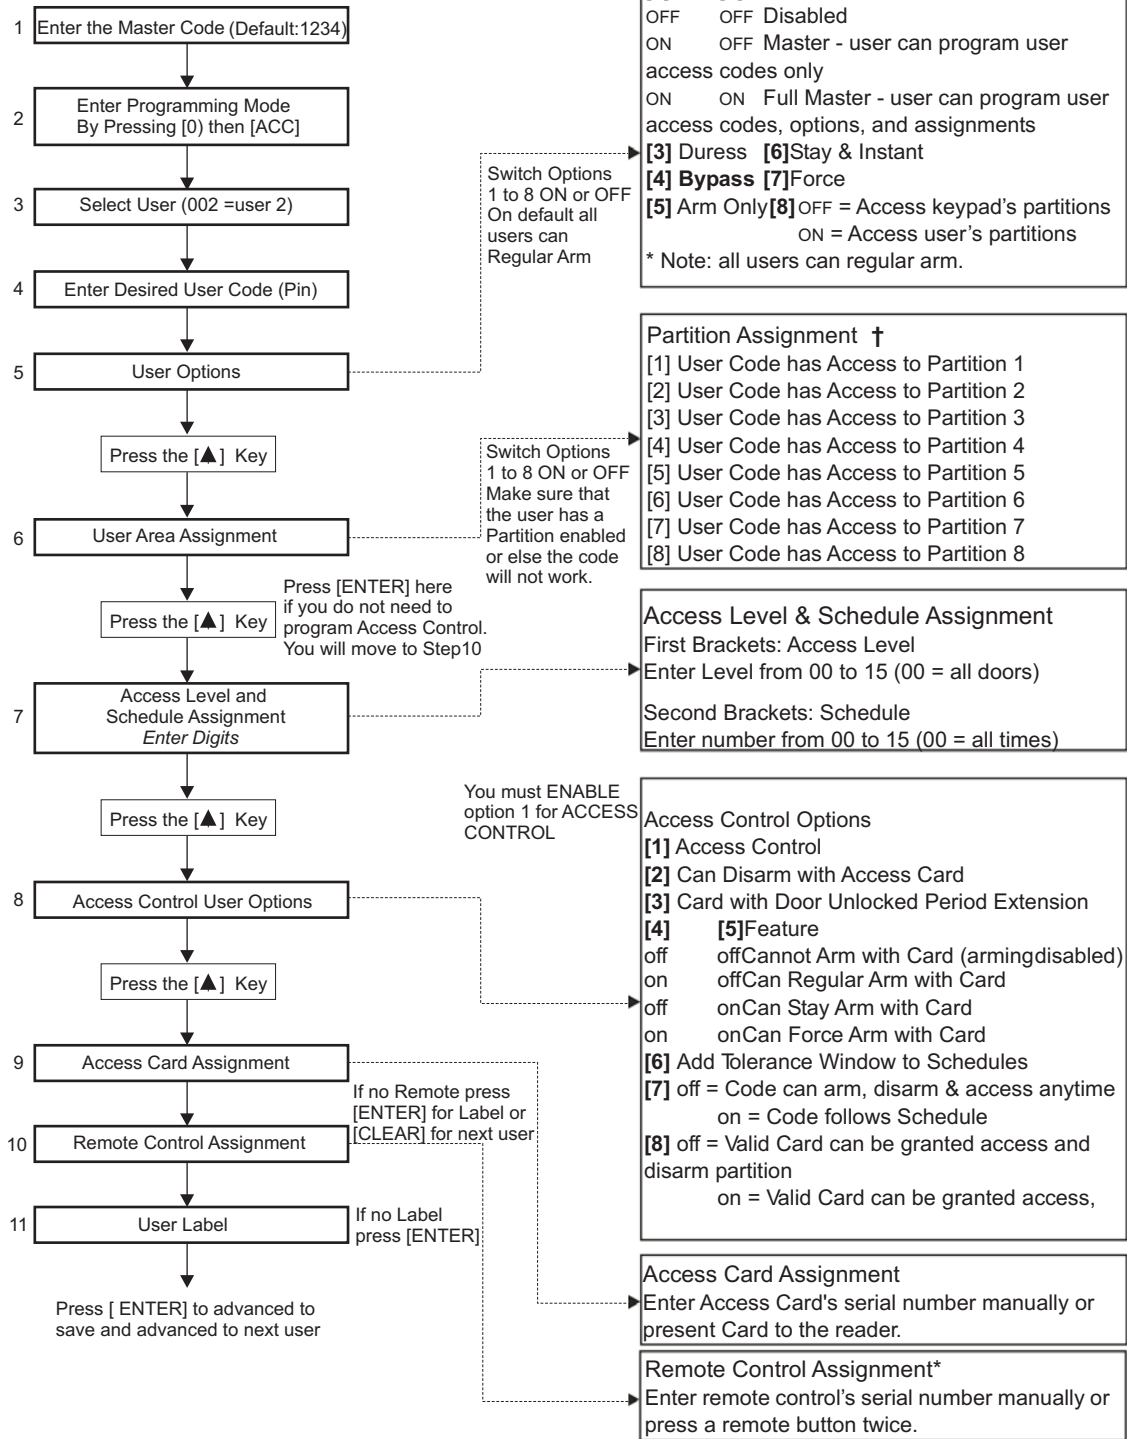 1 Enter the Master Code (Default:1234)
2 Enter Programming Mode
By Pressing [0) then [ACC]
3 Select User (002 =user 2)
4 Enter Desired User Code (Pin)
5 User Options
Press the [▲] Key
6 User Area Assignment
Press the [▲] Key
Press [ENTER] here
if you do not need to
program Access Control.
You will move to Step10
7 Access Level and
Schedule Assignment
Enter Digits
Press the [▲] Key
8 Access Control User Options
Press the [▲] Key
9 Access Card Assignment
10 Remote Control Assignment
11 User Label
Press [ ENTER] to advanced to
save and advanced to next user
Switch Options
1 to 8 ON or OFF
On default all
users can
Regular Arm
Switch Options
1 to 8 ON or OFF
Make sure that
the user has a
Partition enabled
or else the code
will not work.
You must ENABLE
option 1 for ACCESS
CONTROL
If no Remote press
[ENTER] for Label or
[CLEAR] for next user
If no Label
press [ENTER]
OFF OFF Disabled
ON OFF Master - user can program user
access codes only
ON ON Full Master - user can program user
access codes, options, and assignments
[3] Duress [6]Stay & Instant
[4] Bypass [7]Force
[5] Arm Only[8]OFF = Access keypad's partitions
ON = Access user's partitions
* Note: all users can regular arm.
Partition Assignment †
[1] User Code has Access to Partition 1
[2] User Code has Access to Partition 2
[3] User Code has Access to Partition 3
[4] User Code has Access to Partition 4
[5] User Code has Access to Partition 5
[6] User Code has Access to Partition 6
[7] User Code has Access to Partition 7
[8] User Code has Access to Partition 8
Access Level & Schedule Assignment
First Brackets: Access Level
Enter Level from 00 to 15 (00 = all doors)
Second Brackets: Schedule
Enter number from 00 to 15 (00 = all times)
Access Control Options
[1] Access Control
[2] Can Disarm with Access Card
[3] Card with Door Unlocked Period Extension
[4] [5]Feature
off offCannot Arm with Card (armingdisabled)
on offCan Regular Arm with Card
off onCan Stay Arm with Card
on onCan Force Arm with Card
[6] Add Tolerance Window to Schedules
[7] off = Code can arm, disarm & access anytime
on = Code follows Schedule
[8] off = Valid Card can be granted access and
disarm partition
on = Valid Card can be granted access,
Access Card Assignment
Enter Access Card's serial number manually or
present Card to the reader.
Remote Control Assignment*
Enter remote control's serial number manually or
press a remote button twice.